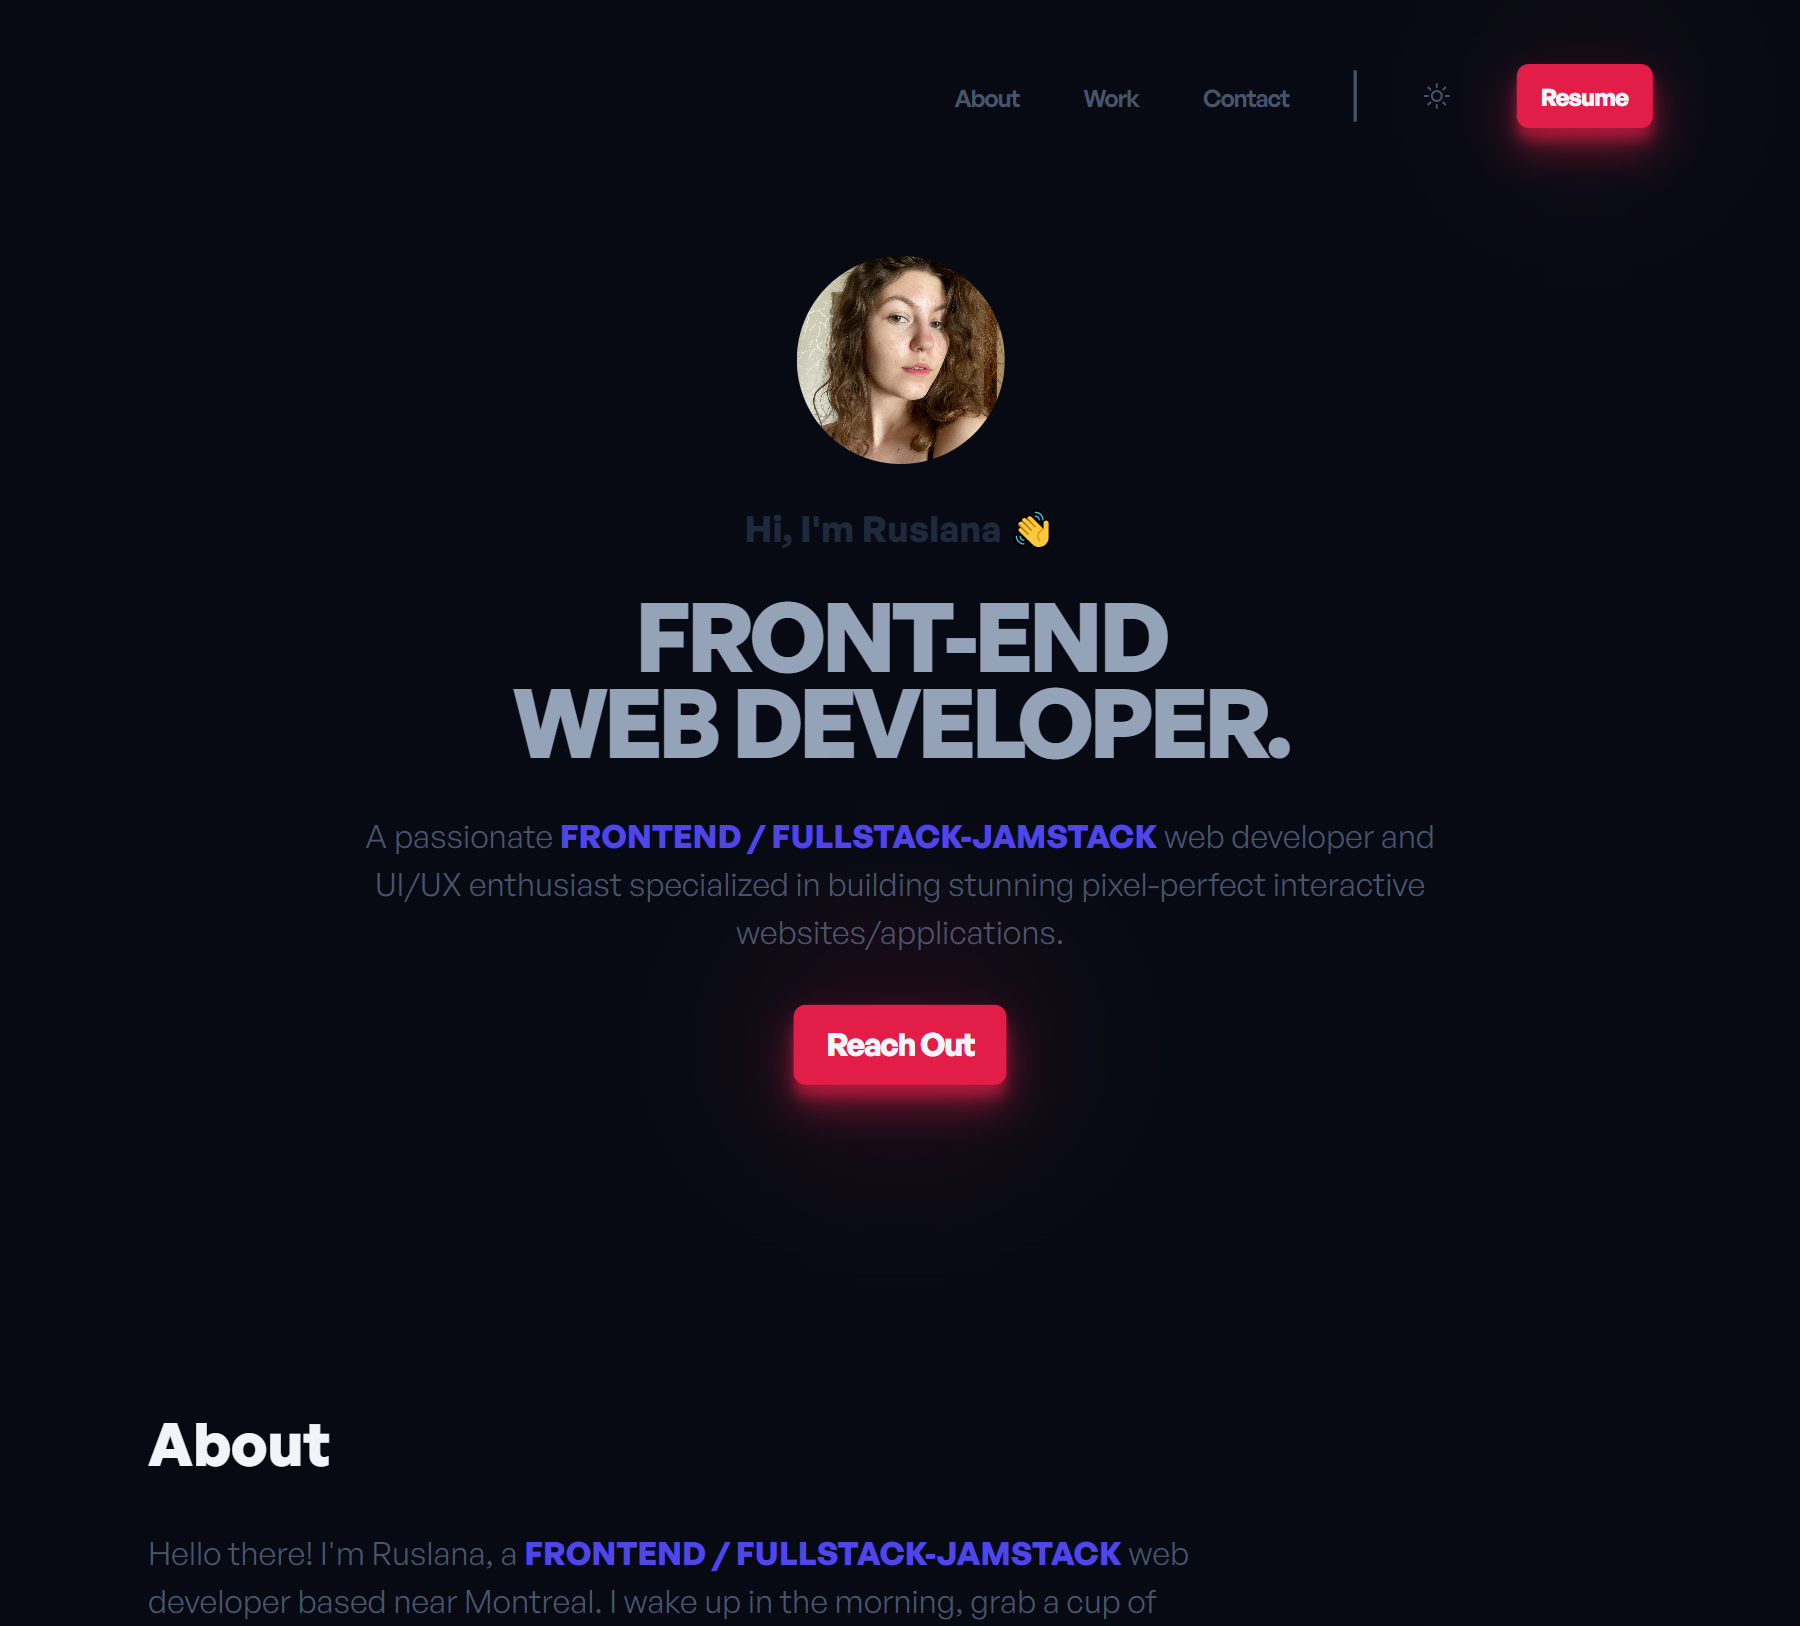 About Work Contact Resume
Hi, I'm Ruslana 👋
FRONT-END
WEB DEVELOPER.
A passionate FRONTEND / FULLSTACK-JAMSTACK web developer and
UI/UX enthusiast specialized in building stunning pixel-perfect interactive
websites/applications.
Reach Out
About
Hello there! I'm Ruslana, a FRONTEND / FULLSTACK-JAMSTACK web
developer based near Montreal. I wake up in the morning, grab a cup of